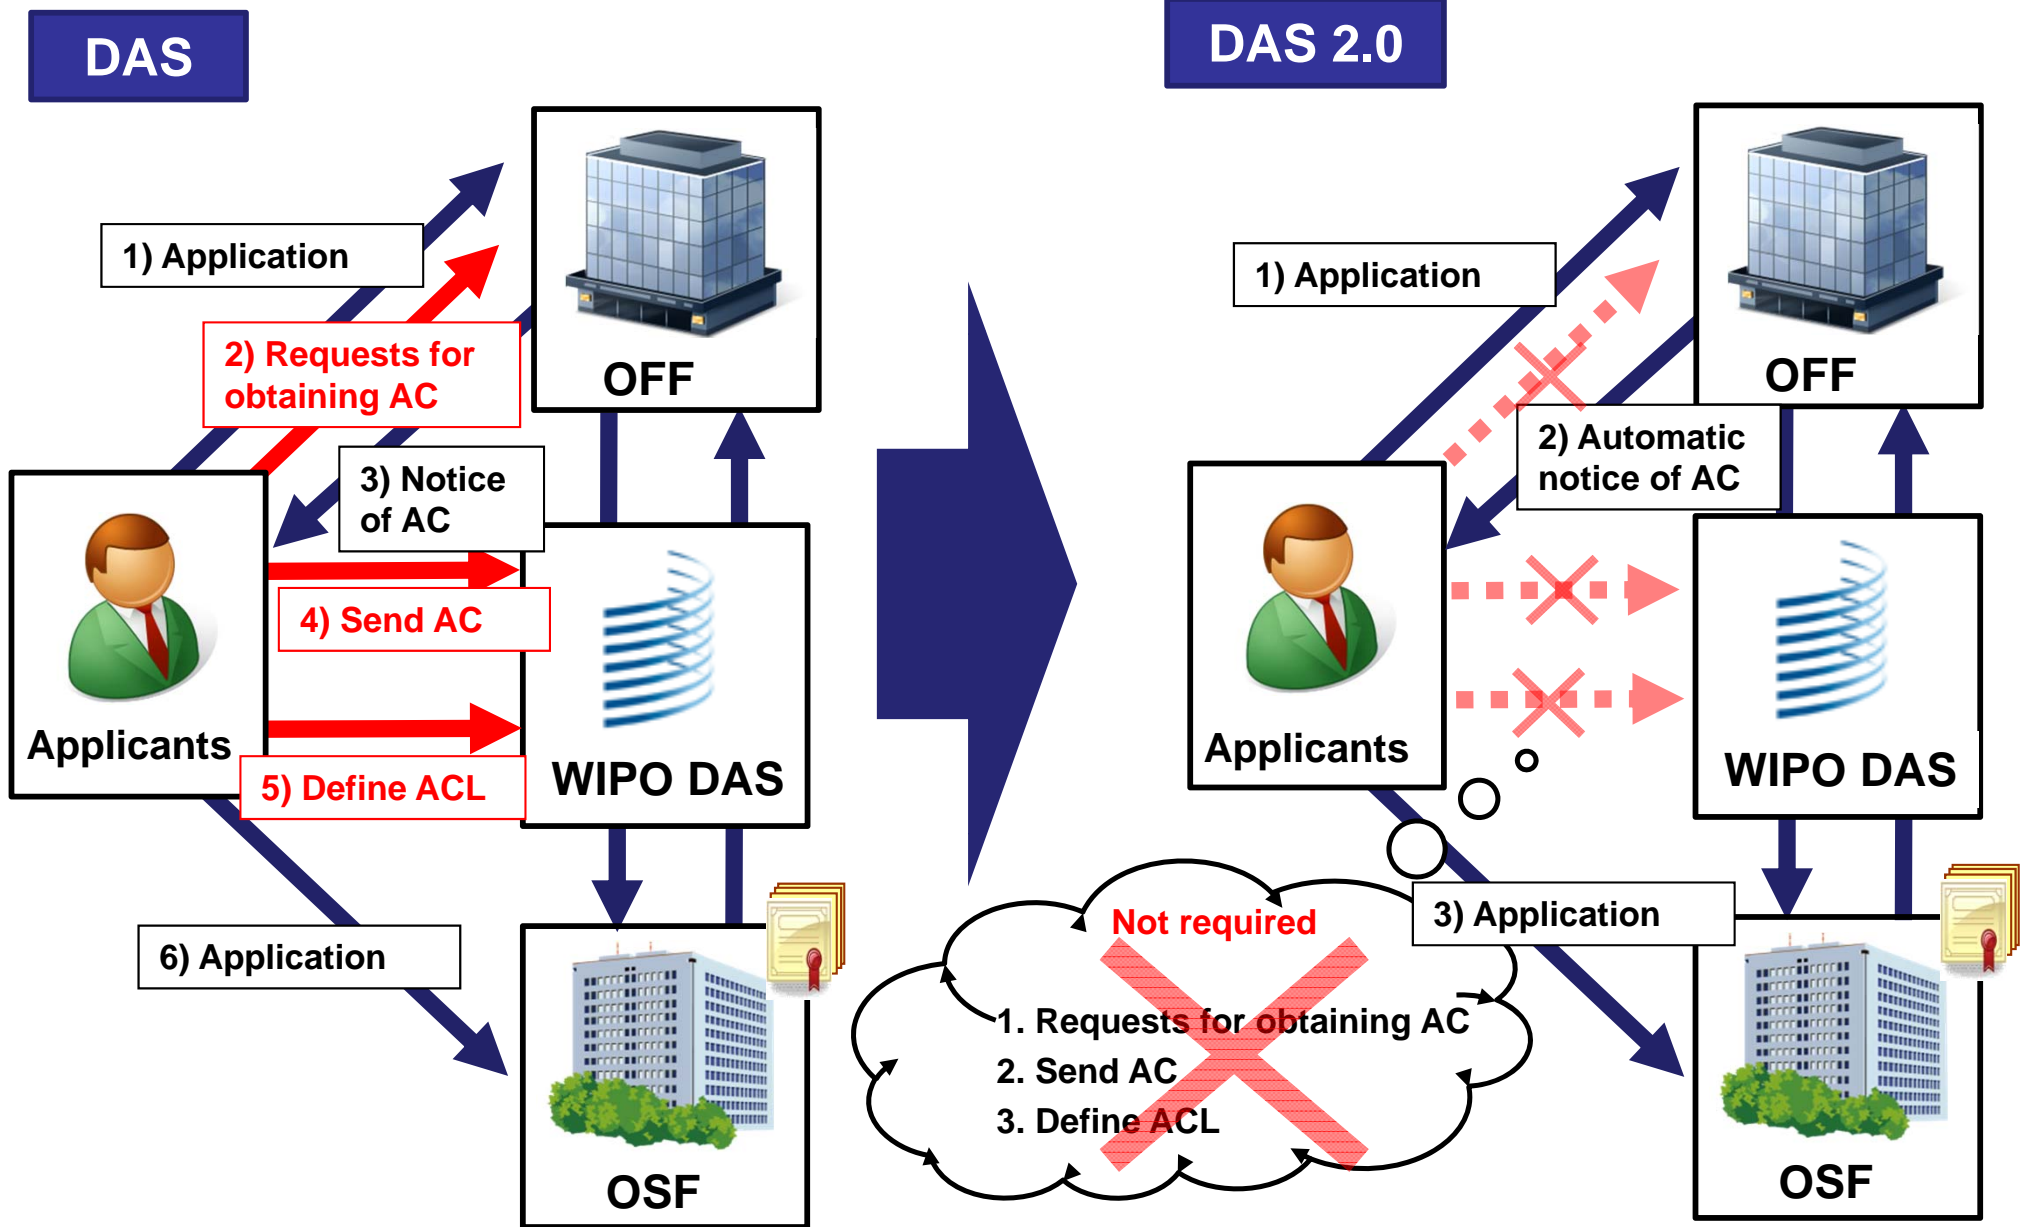 DAS
1) Application
2) Requests for
obtaining AC
3) Notice
of AC
4) Send AC
5) Define ACL
6) Application
OFF
Applicants
WIPO DAS
OSF
DAS 2.0
1) Application
2) Automatic
notice of AC
3) Application
OFF
Applicants
WIPO DAS
OSF
Not required
1. Requests for obtaining AC
2. Send AC
3. Define ACL